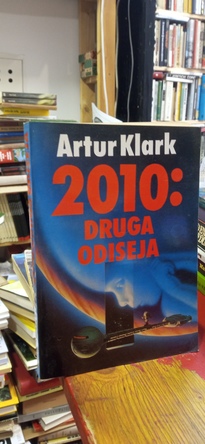 Artur Klark
2010:
DRUGA
ODISEJA